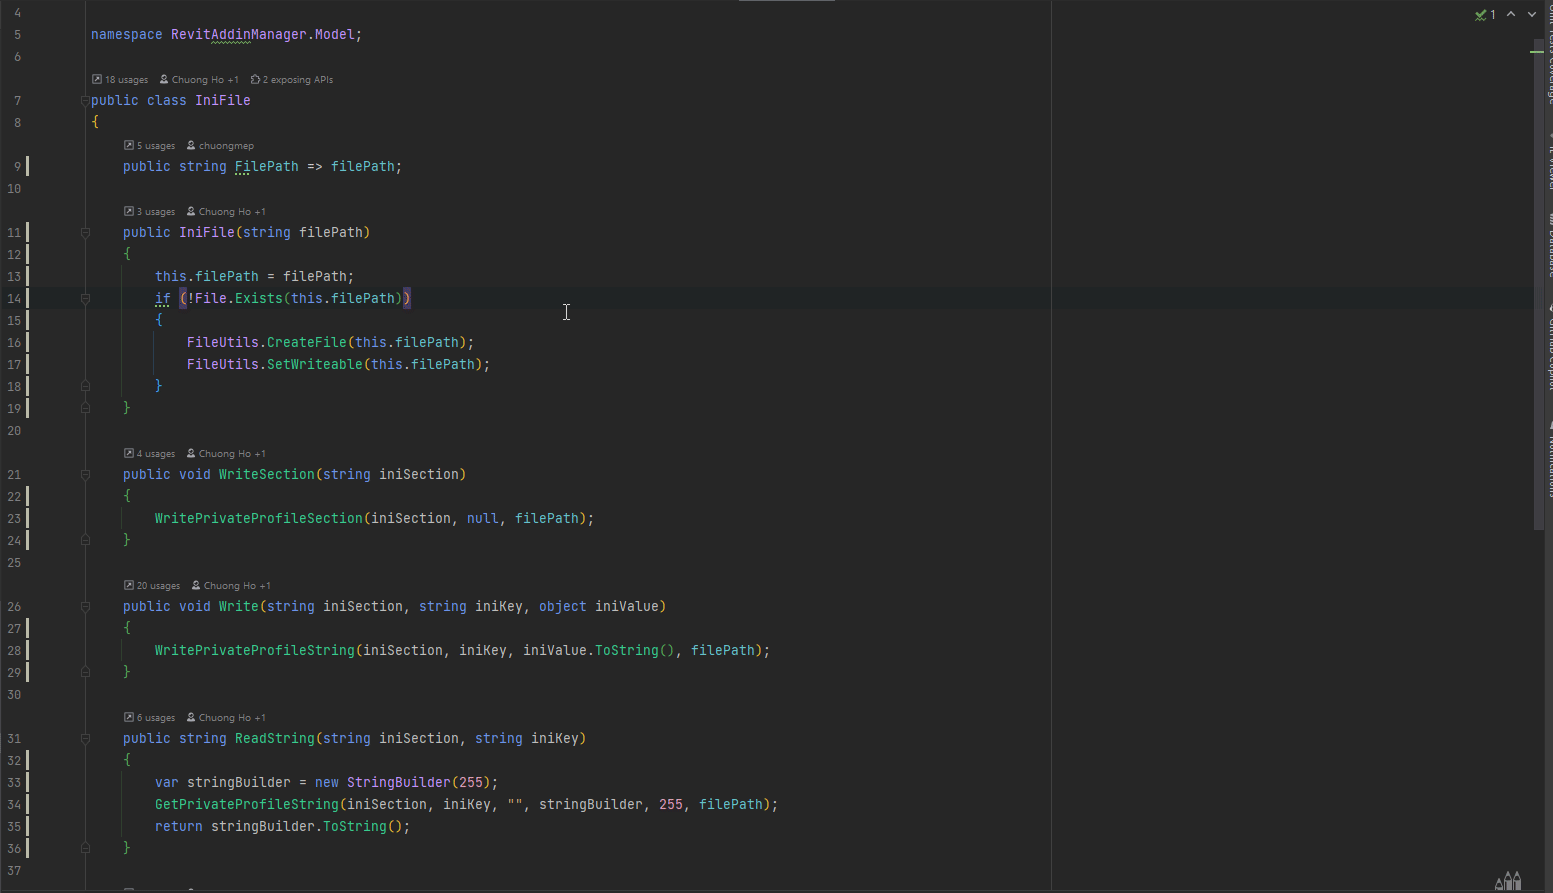 4
1
5 namespace RevitAddinManager.Model;
6
18 usages Chuong Ho +1 2 exposing APIs
7 public class IniFile
8 {
5 usages chuongmep
9 public string FilePath => filePath;
10
3 usages Chuong Ho +1
11 public IniFile(string filePath)
12 {
13 this.filePath = filePath;
14 if (!File.Exists(this.filePath))
15 {
16 FileUtils.CreateFile(this.filePath);
17 FileUtils.SetWriteable(this.filePath);
18 }
19 }
20
4 usages Chuong Ho +1
21 public void WriteSection(string iniSection)
22 {
23 WritePrivateProfileSection(iniSection, null, filePath);
24 }
25
20 usages Chuong Ho +1
26 public void Write(string iniSection, string iniKey, object iniValue)
27 {
28 WritePrivateProfileString(iniSection, iniKey, iniValue.ToString(), filePath);
29 }
30
6 usages Chuong Ho +1
31 public string ReadString(string iniSection, string iniKey)
32 {
33 var stringBuilder = new StringBuilder(255);
34 GetPrivateProfileString(iniSection, iniKey, "", stringBuilder, 255, filePath);
35 return stringBuilder.ToString();
36 }
37